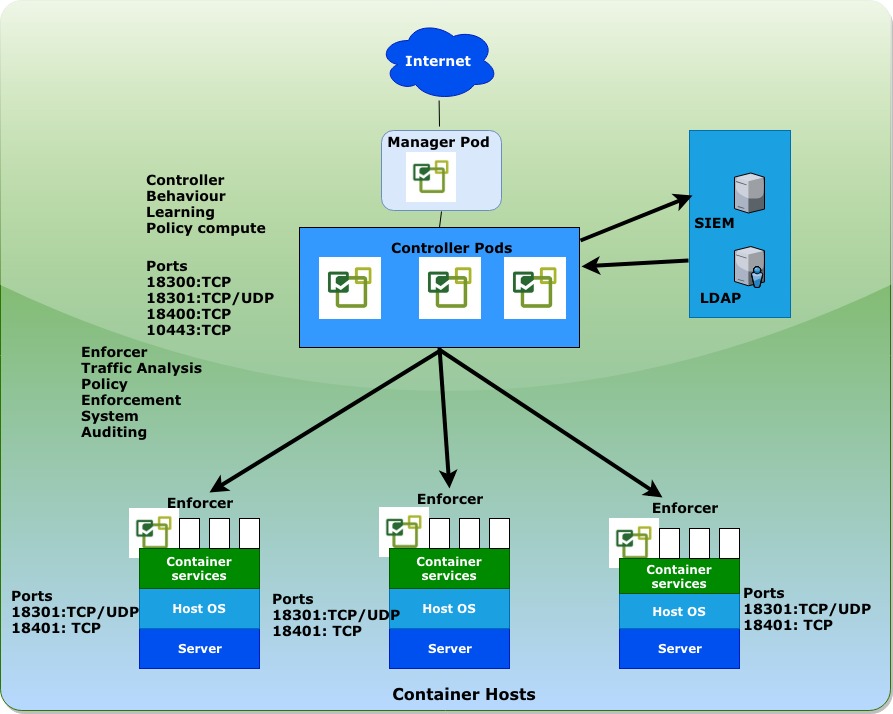 Internet
Manager Pod
Controller
Behaviour
Learning
Policy compute
Ports
18300:TCP
18301:TCP/UDP
18400:TCP
10443:TCP
Controller Pods
SIEM
LDAP
Enforcer
Traffic Analysis
Policy
Enforcement
System
Auditing
Enforcer
Container
services
Host OS
Server
Ports
18301:TCP/UDP
18401: TCP
Enforcer
Container
services
Host OS
Server
Ports
18301:TCP/UDP
18401: TCP
Enforcer
Container
services
Host OS
Server
Ports
18301:TCP/UDP
18401: TCP
Container Hosts